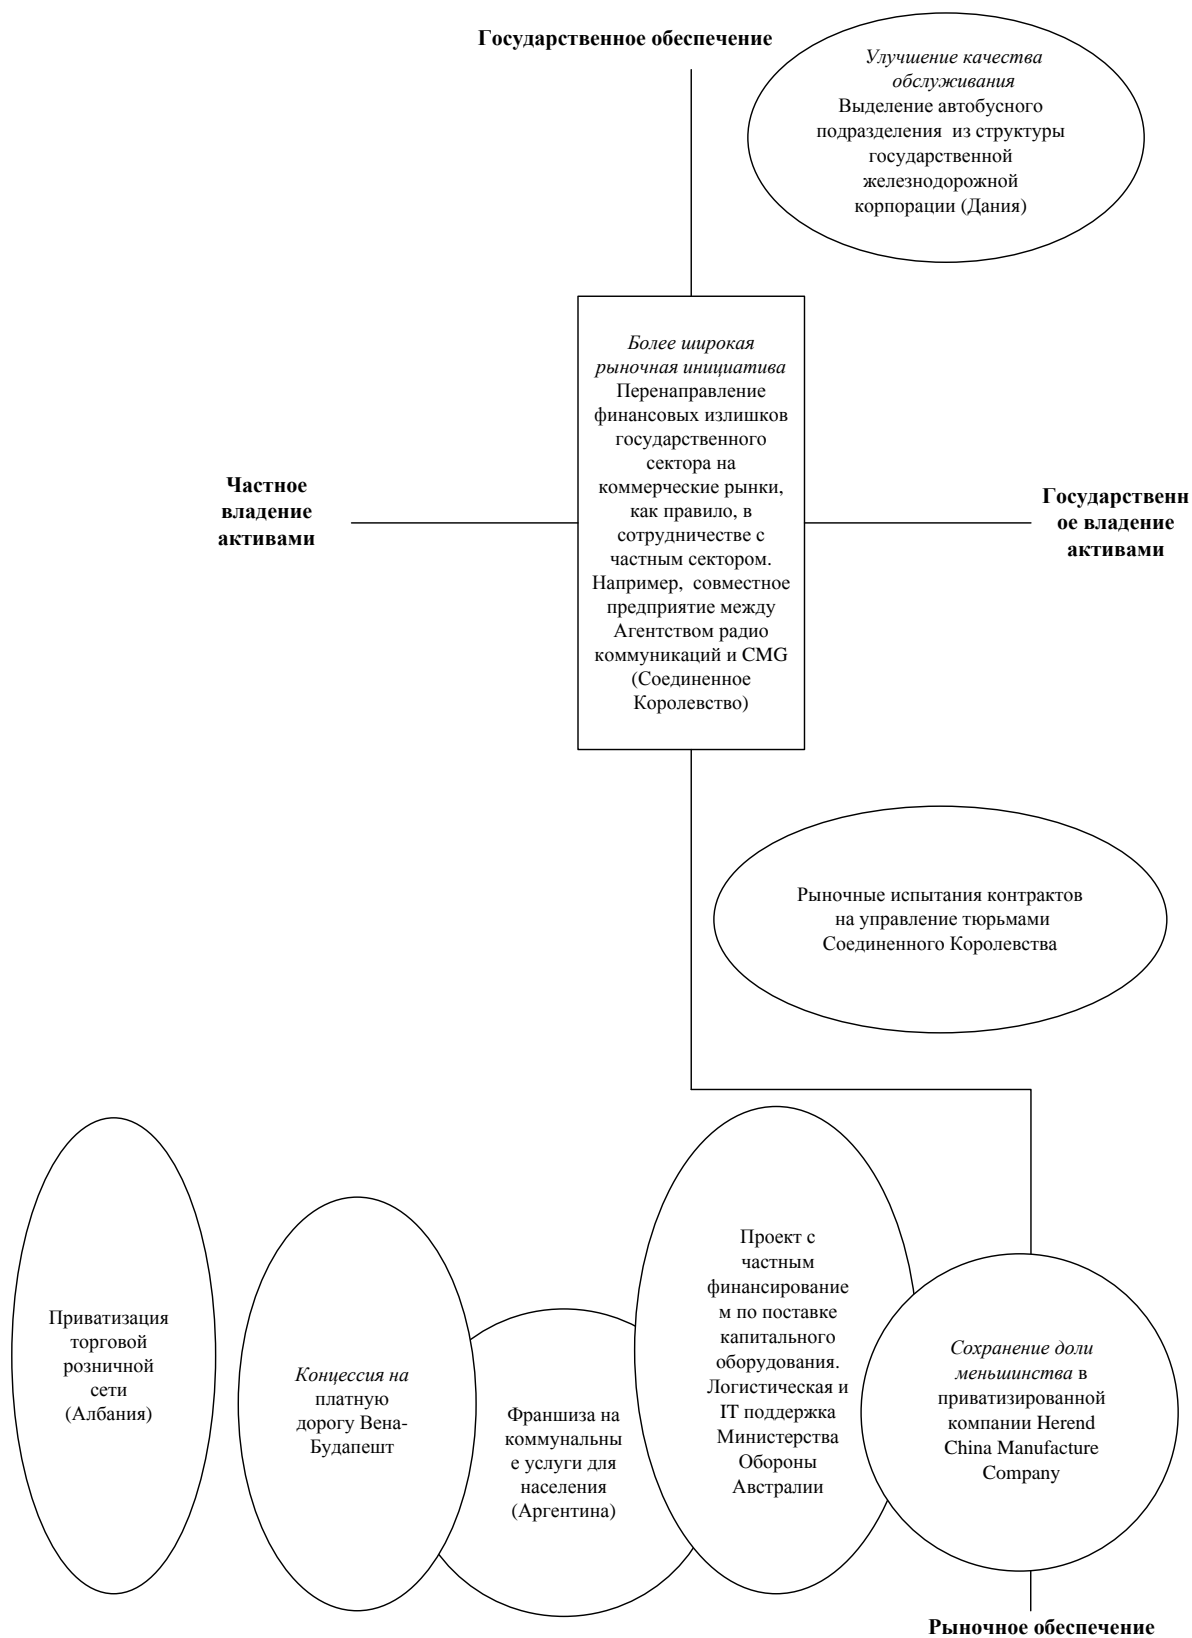 Государственное обеспечение
Улучшение качества
обслуживания
Выделение автобусного
подразделения из структуры
государственной
железнодорожной
корпорации (Дания)
Более широкая
рыночная инициатива
Перенаправление
финансовых излишков
государственного
сектора на
коммерческие рынки,
как правило, в
сотрудничестве с
частным сектором.
Например, совместное
предприятие между
Агентством радио
коммуникаций и CMG
(Соединенное
Королевство)
Частное
владение
активами
Государственн
ое владение
активами
Рыночные испытания контрактов
на управление тюрьмами
Соединенного Королевства
Приватизация
торговой
розничной
сети
(Албания)
Концессия на
платную
дорогу Вена-
Будапешт
Франшиза на
коммунальны
е услуги для
населения
(Аргентина)
Проект с
частным
финансирование
м по поставке
капитального
оборудования.
Логистическая и
IT поддержка
Министерства
Обороны
Австралии
Сохранение доли
меньшинства в
приватизированной
компании Herend
China Manufacture
Company
Рыночное обеспечение